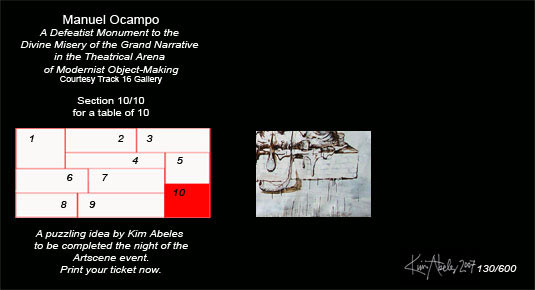 Manuel Ocampo
A Defeatist Monument to the
Divine Misery of the Grand Narrative
in the Theatrical Arena
of Modernist Object-Making
Courtesy Track 16 Gallery
Section 10/10
for a table of 10
1 2 3
4 5
6 7
8 9 10
A puzzling idea by Kim Abeles
to be completed the night of the
Artscene event.
Print your ticket now.
Kim Abeles 2007 130/600